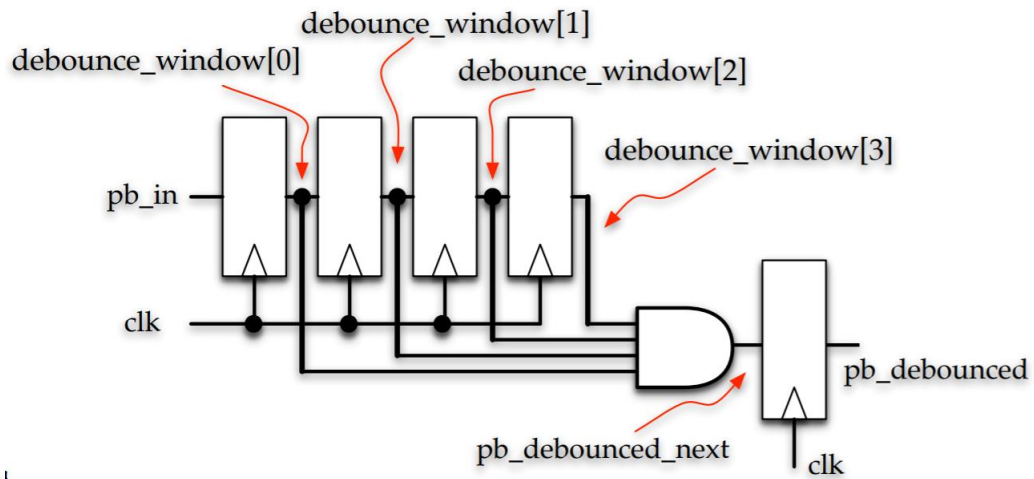 debounce_window[1]
debounce_window[0]
debounce_window[2]
debounce_window[3]
pb_in
clk
pb_debounced
pb_debounced_next
clk